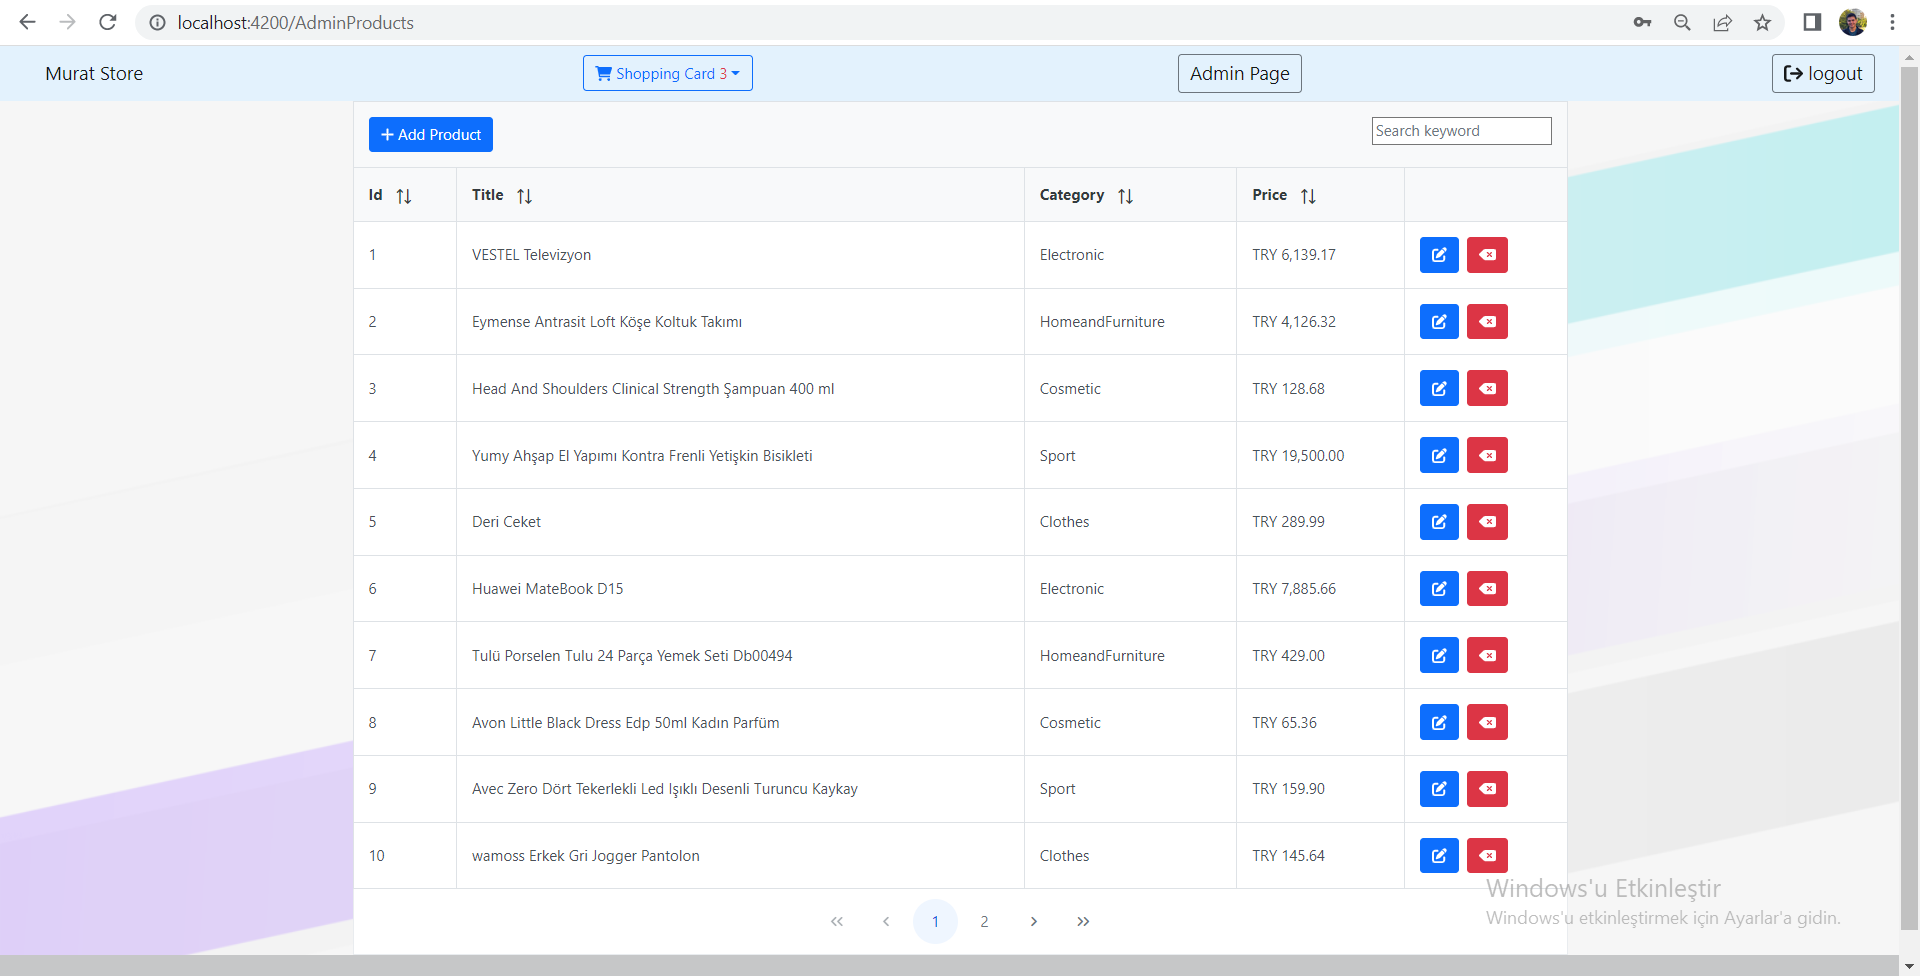 localhost:4200/AdminProducts
Murat Store
Shopping Card 3
Admin Page
logout
Add Product
Search keyword
Id Title Category Price
1 VESTEL Televizyon Electronic TRY 6,139.17
2 Eymense Antrasit Loft Köşe Koltuk Takımı HomeandFurniture TRY 4,126.32
3 Head And Shoulders Clinical Strength Şampuan 400 ml Cosmetic TRY 128.68
4 Yumy Ahşap El Yapımı Kontra Frenli Yetişkin Bisikleti Sport TRY 19,500.00
5 Deri Ceket Clothes TRY 289.99
6 Huawei MateBook D15 Electronic TRY 7,885.66
7 Tulü Porselen Tulu 24 Parça Yemek Seti Db00494 HomeandFurniture TRY 429.00
8 Avon Little Black Dress Edp 50ml Kadın Parfüm Cosmetic TRY 65.36
9 Avec Zero Dört Tekerlekli Led Işıklı Desenli Turuncu Kaykay Sport TRY 159.90
10 wamoss Erkek Gri Jogger Pantolon Clothes TRY 145.64
« ‹ 1 2 › »
Windows'u Etkinleştir
Windows'u etkinleştirmek için Ayarlar'a gidin.